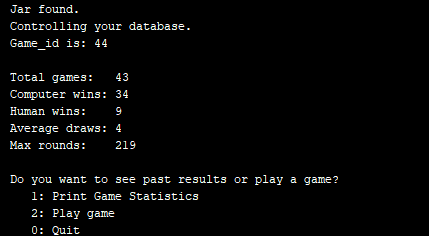 Jar found.
Controlling your database.
Game_id is: 44
Total games:   43
Computer wins: 34
Human wins:    9
Average draws: 4
Max rounds:    219
Do you want to see past results or play a game?
   1: Print Game Statistics
   2: Play game
   0: Quit